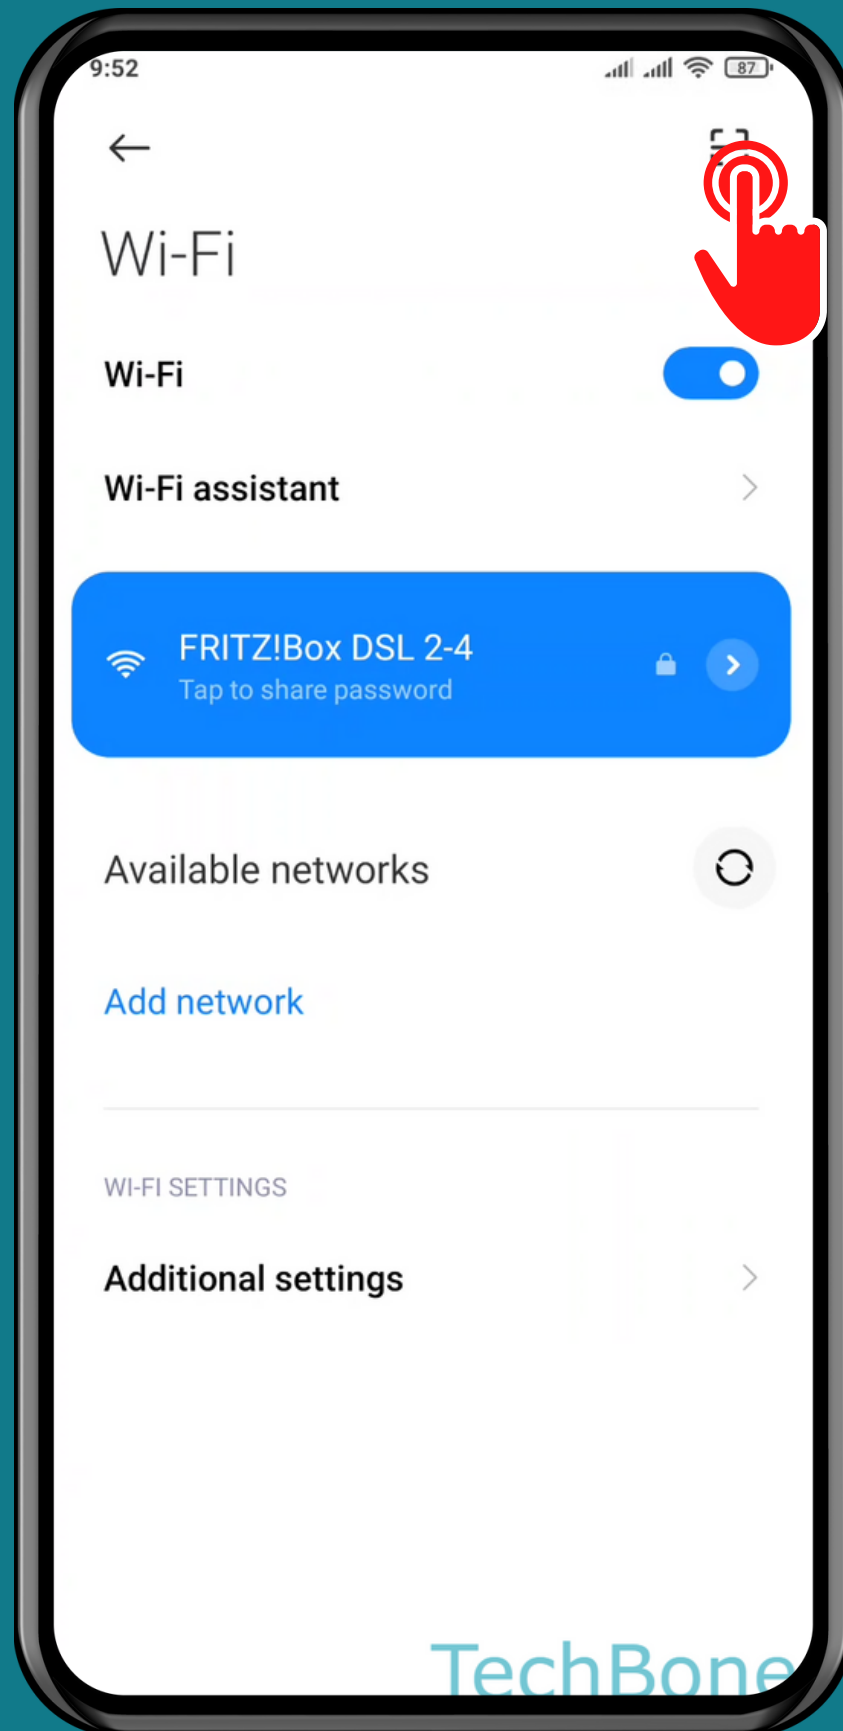 9:52
87
Wi-Fi
Wi-Fi
Wi-Fi assistant
FRITZ!Box DSL 2-4
Tap to share password
Available networks
Add network
WI-FI SETTINGS
Additional settings
TechBone